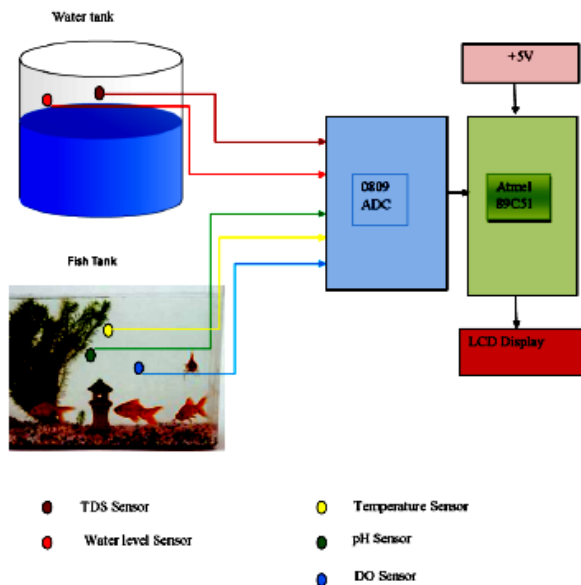 Water tank
+5V
0809
ADC
Atmel
89C51
Fish Tank
LCD Display
TDS Sensor
Temperature Sensor
Water level Sensor
pH Sensor
DO Sensor